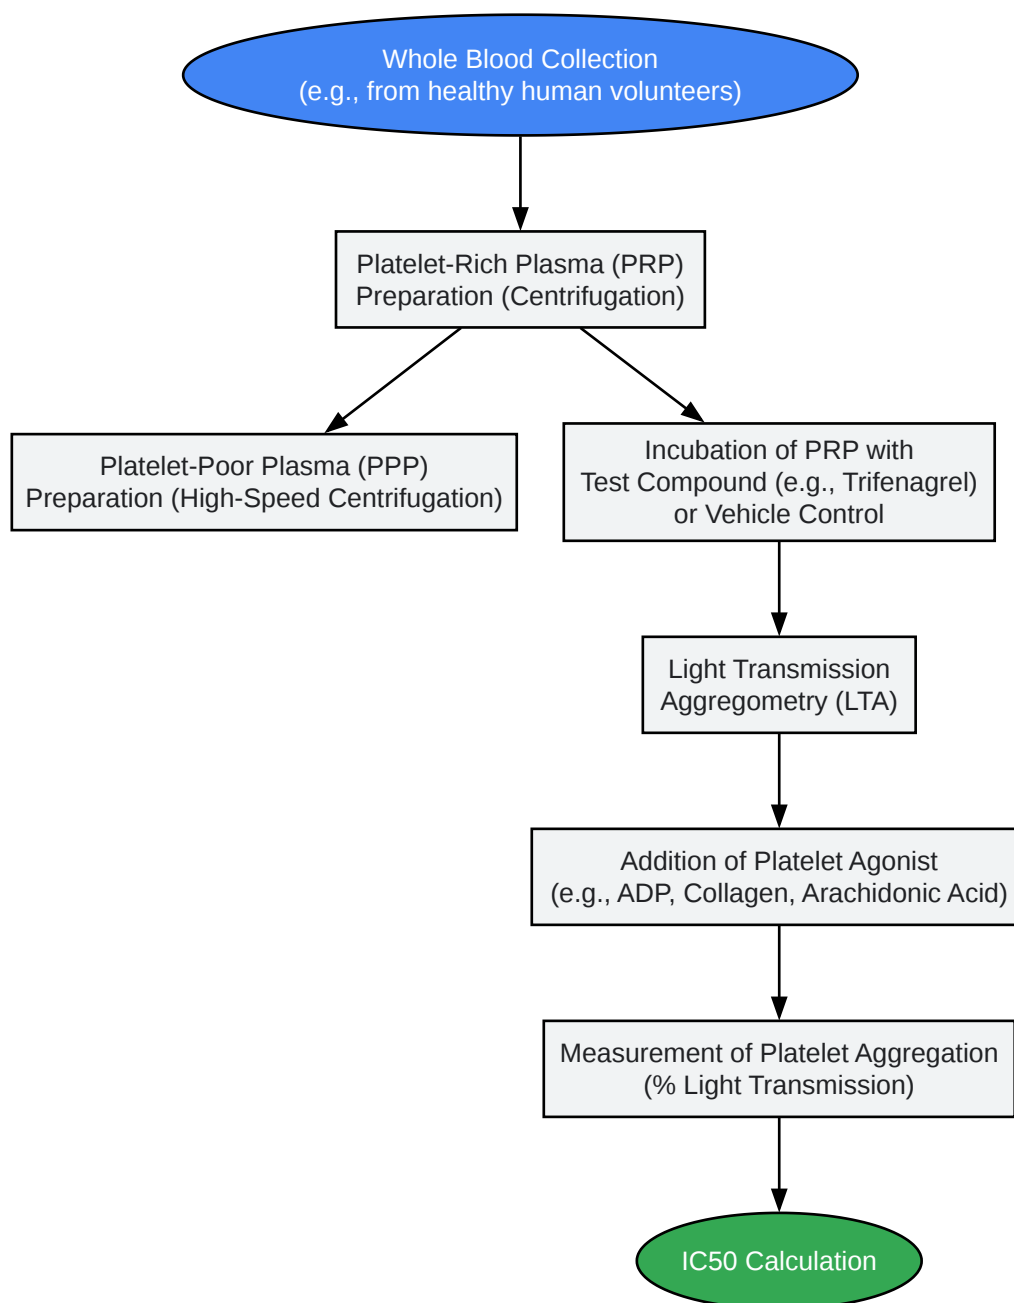 Whole Blood Collection
(e.g., from healthy human volunteers)
Platelet-Rich Plasma (PRP)
Preparation (Centrifugation)
Platelet-Poor Plasma (PPP)
Preparation (High-Speed Centrifugation)
Incubation of PRP with
Test Compound (e.g., Trifenagrel)
or Vehicle Control
Light Transmission
Aggregometry (LTA)
Addition of Platelet Agonist
(e.g., ADP, Collagen, Arachidonic Acid)
Measurement of Platelet Aggregation
(% Light Transmission)
IC50 Calculation